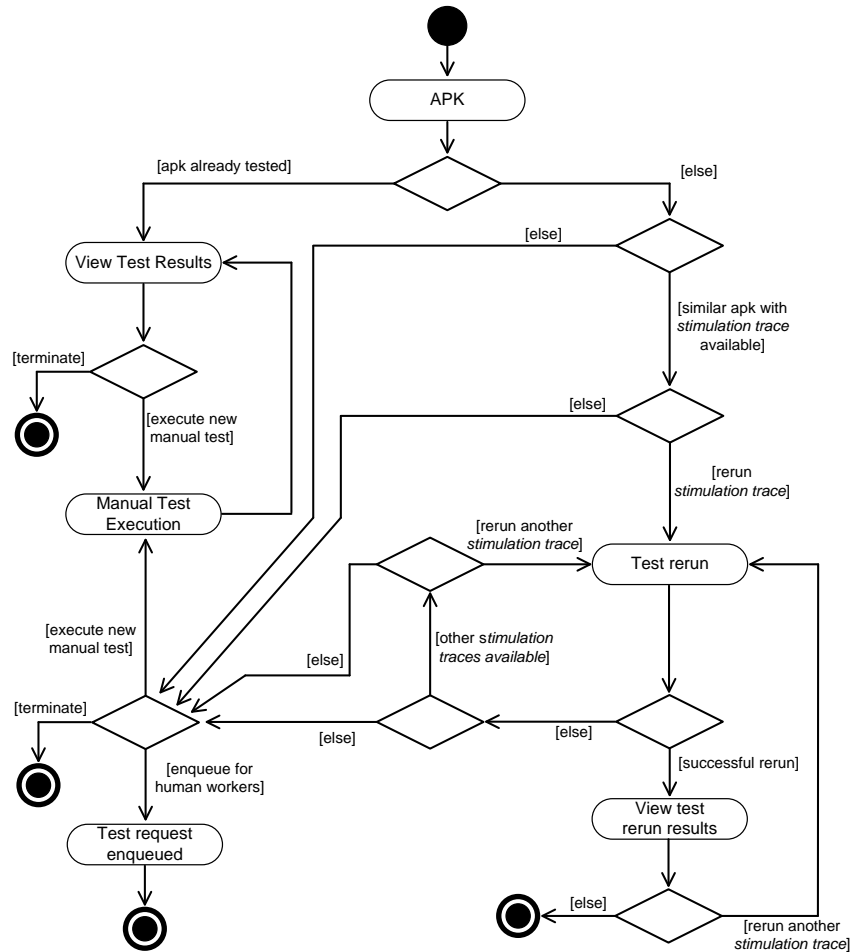 APK
[apk already tested]
[else]
[else]
View Test Results
[similar apk with
stimulation trace
available]
[terminate]
[else]
[execute new
manual test]
[rerun
stimulation trace]
Manual Test
Execution
[rerun another
stimulation trace]
Test rerun
[execute new
manual test]
[other stimulation
traces available]
[else]
[terminate]
[else]
[else]
[successful rerun]
[enqueue for
human workers]
View test
rerun results
Test request
enqueued
[else]
[rerun another
stimulation trace]